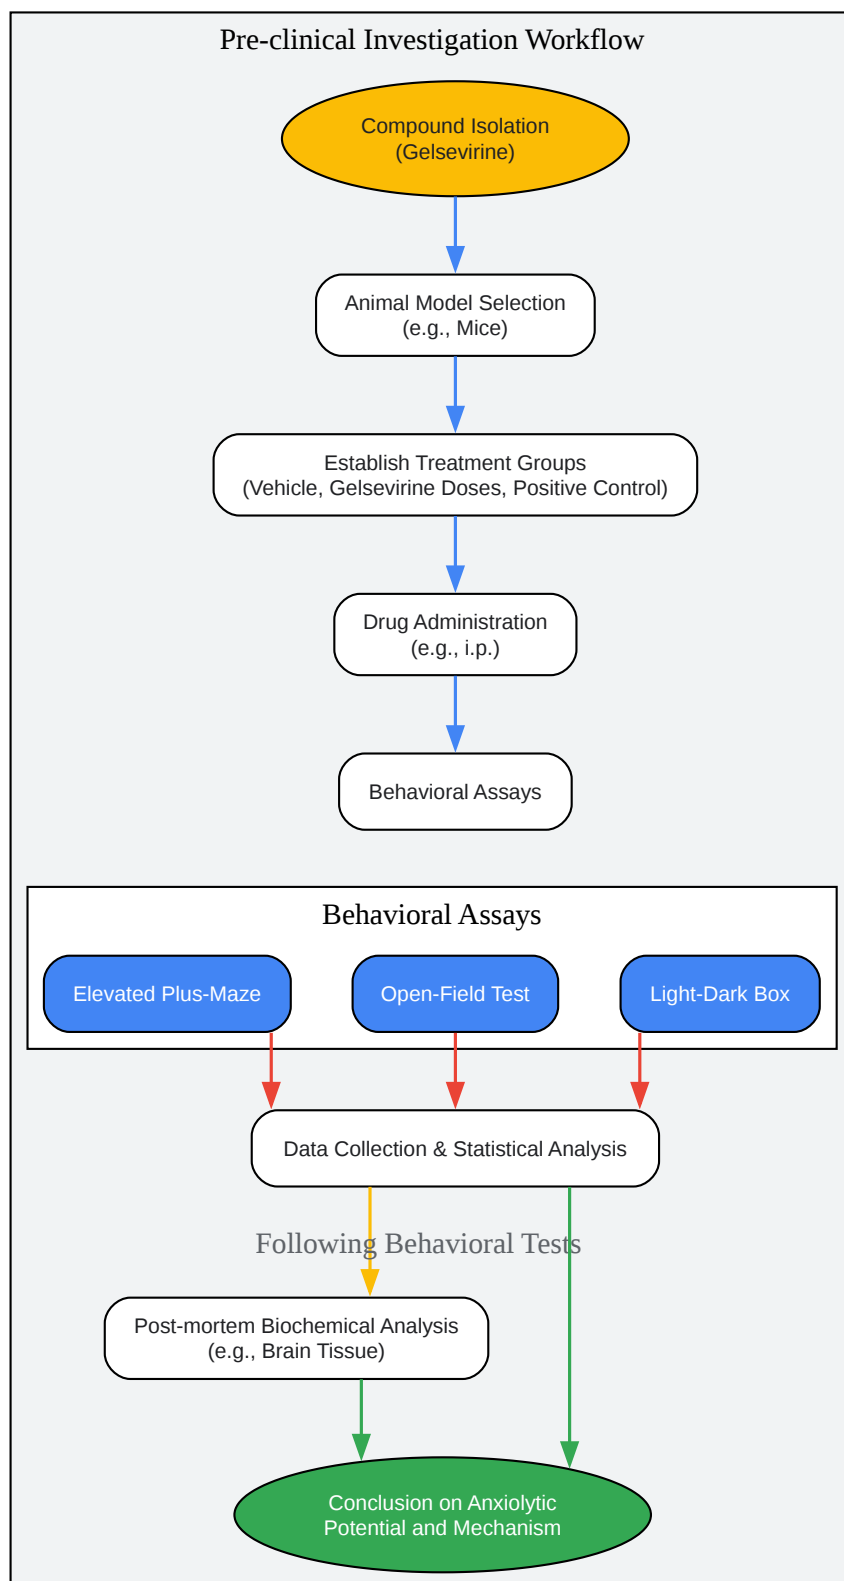 Pre-clinical Investigation Workflow
Compound Isolation
(Gelsevirine)
Animal Model Selection
(e.g., Mice)
Establish Treatment Groups
(Vehicle, Gelsevirine Doses, Positive Control)
Drug Administration
(e.g., i.p.)
Behavioral Assays
Behavioral Assays
Elevated Plus-Maze
Open-Field Test
Light-Dark Box
Data Collection & Statistical Analysis
Following Behavioral Tests
Post-mortem Biochemical Analysis
(e.g., Brain Tissue)
Conclusion on Anxiolytic
Potential and Mechanism